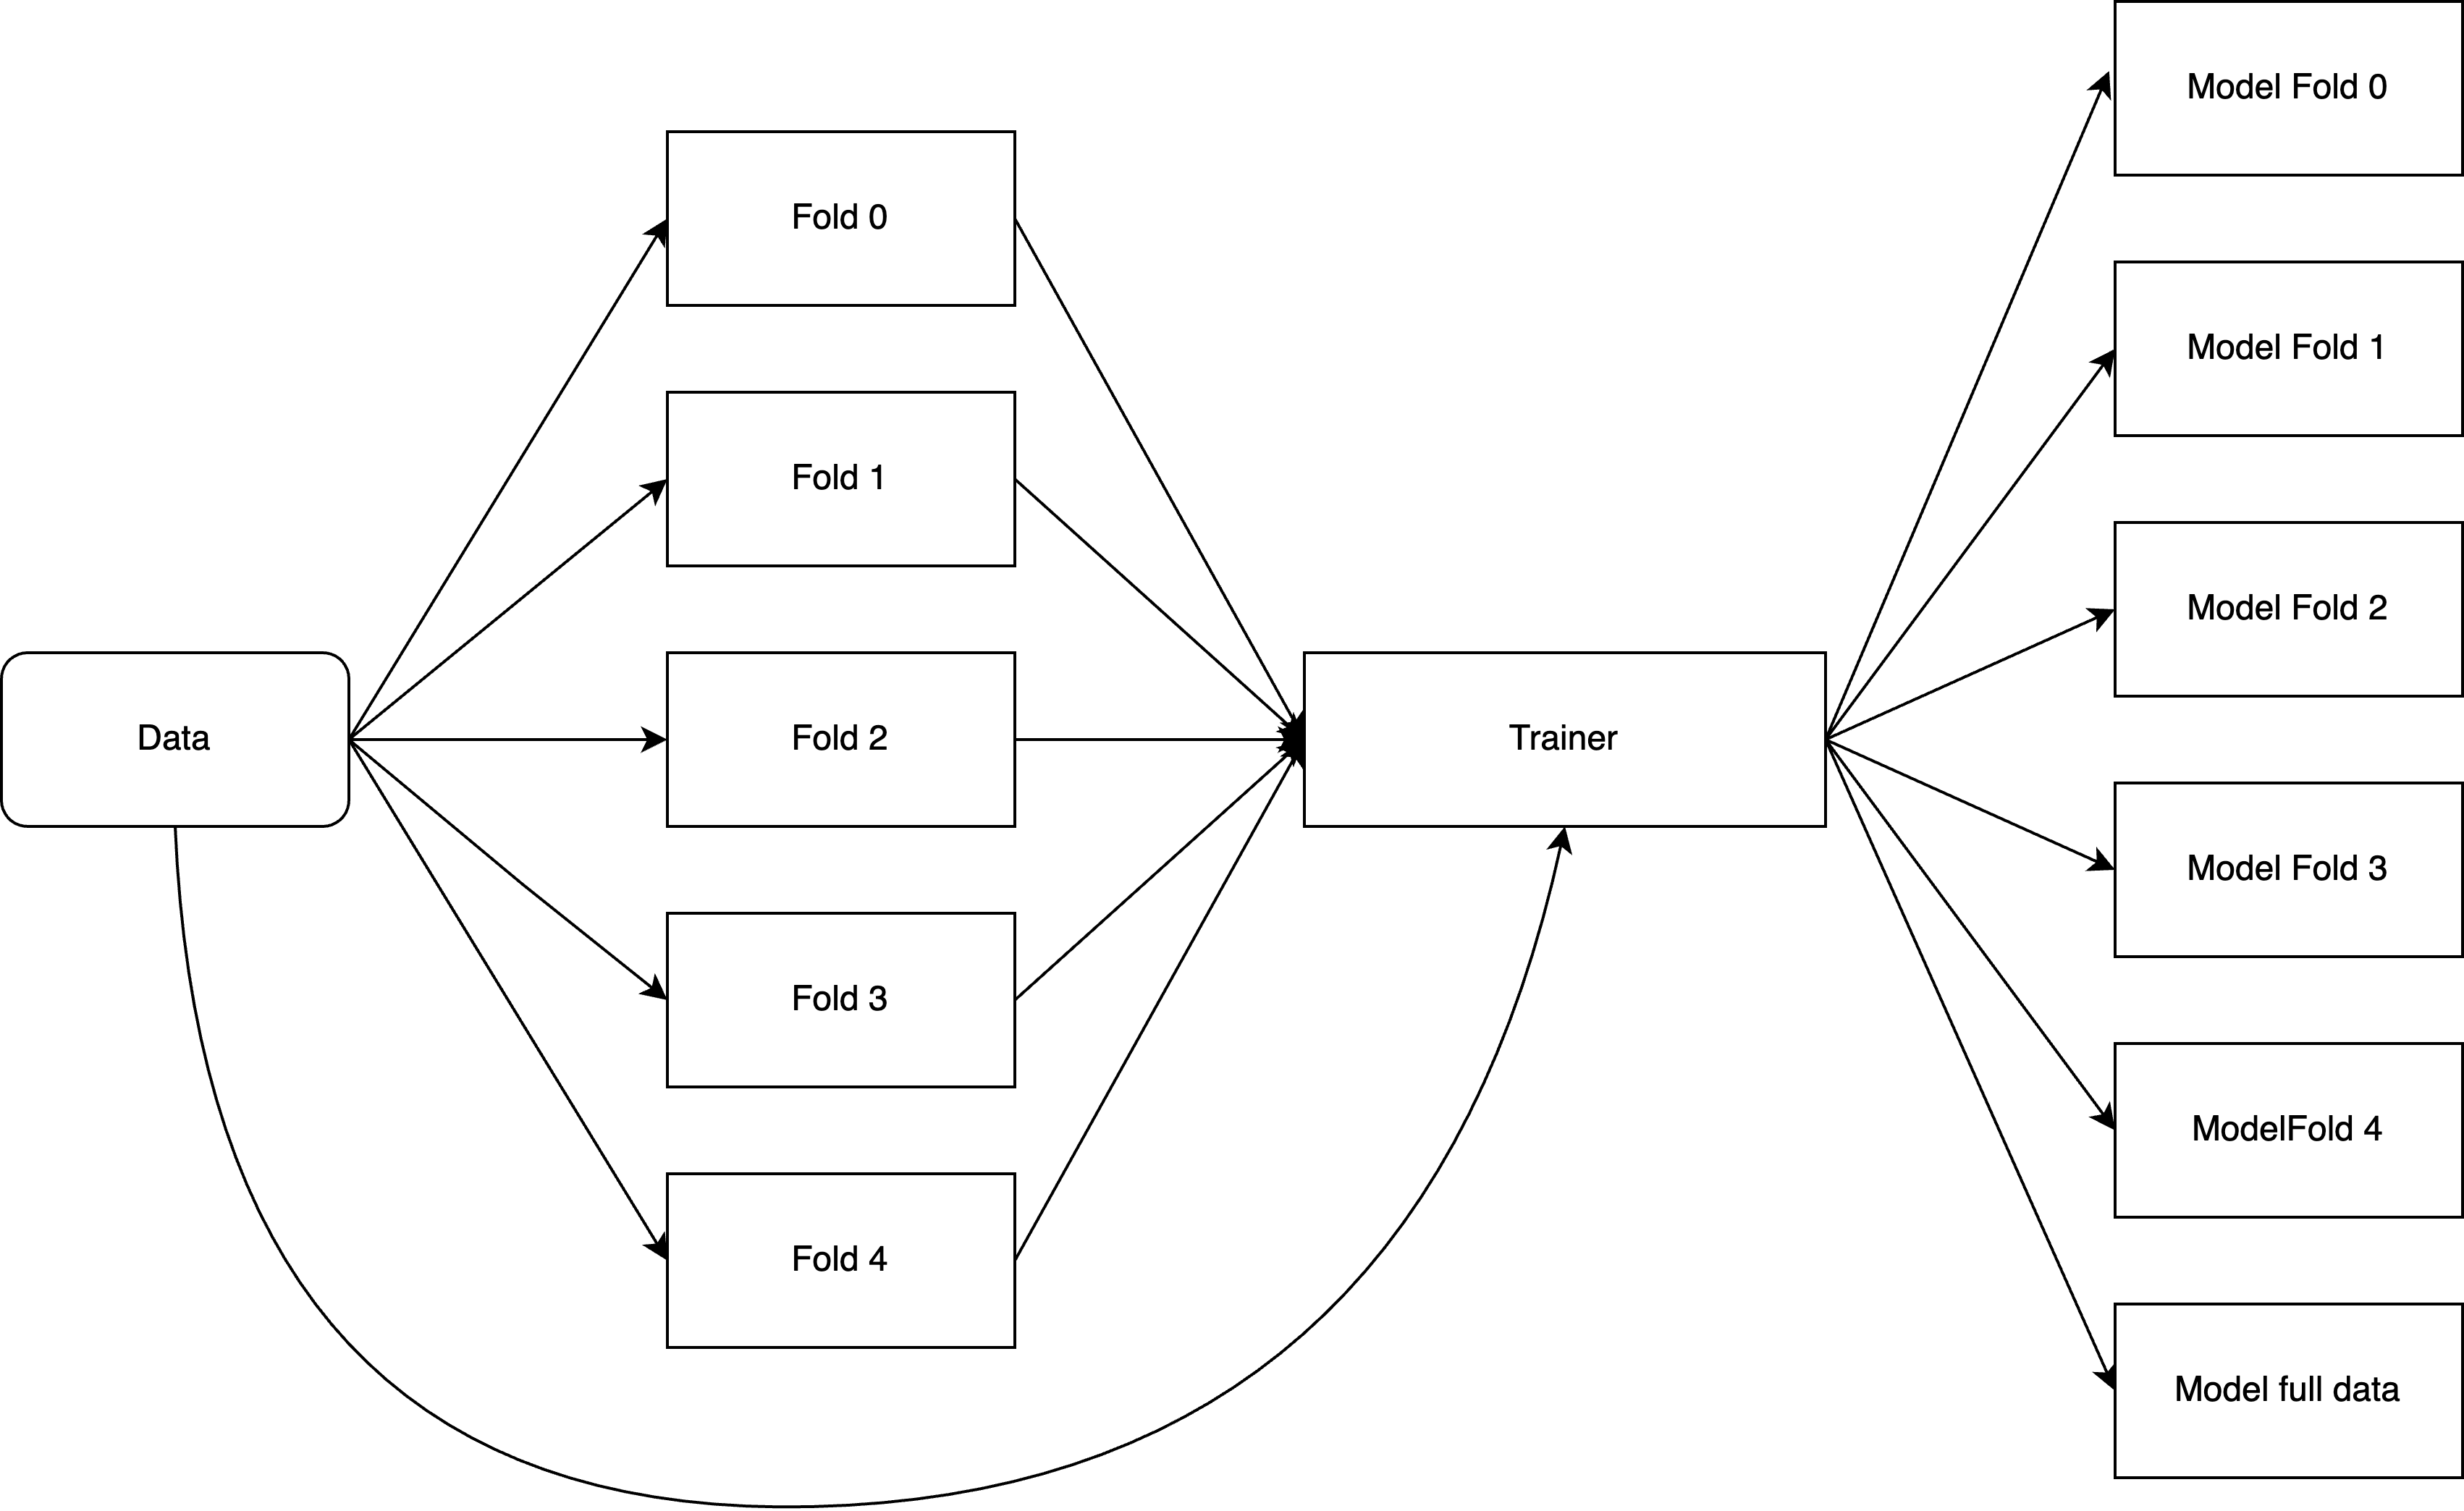 Data
Fold 0
Fold 1
Fold 2
Fold 3
Fold 4
Trainer
Model Fold 0
Model Fold 1
Model Fold 2
Model Fold 3
ModelFold 4
Model full data